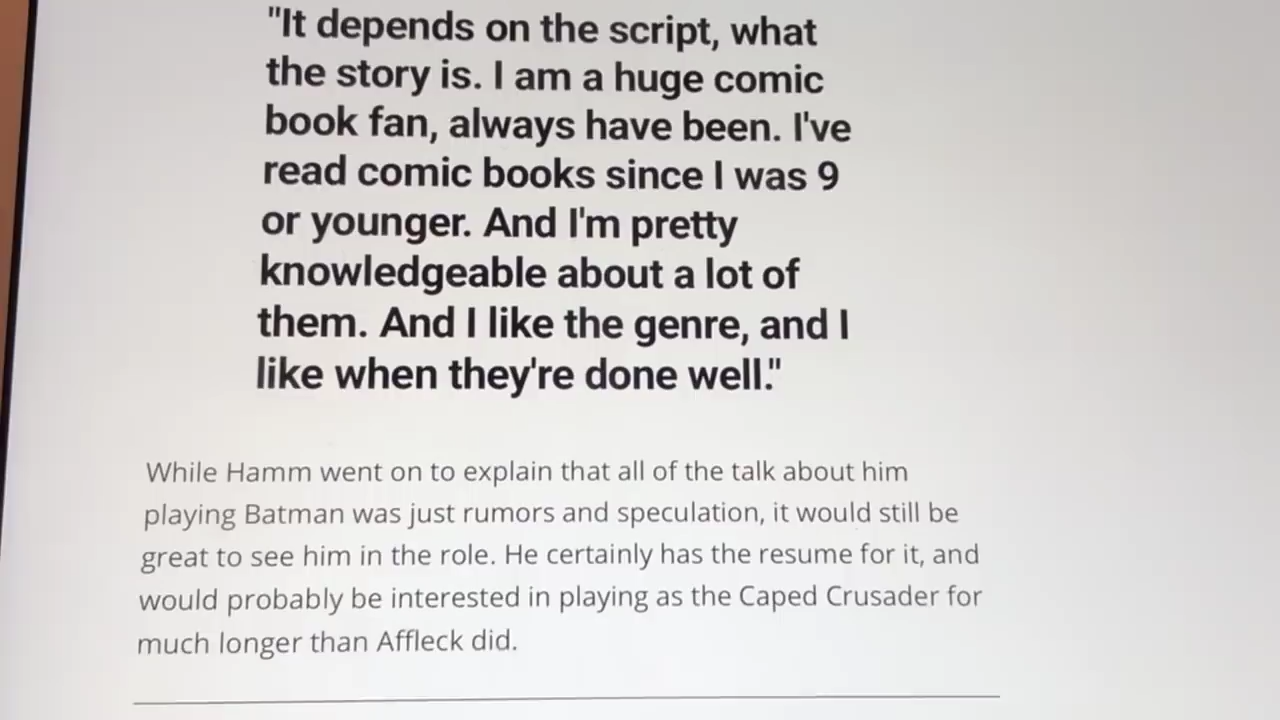 "It depends on the script, what
the story is. I am a huge comic
book fan, always have been. I've
read comic books since I was 9
or younger. And I'm pretty
knowledgeable about a lot of
them. And I like the genre, and I
like when they're done well."
While Hamm went on to explain that all of the talk about him
playing Batman was just rumors and speculation, it would still be
great to see him in the role. He certainly has the resume for it, and
would probably be interested in playing as the Caped Crusader for
much longer than Affleck did.